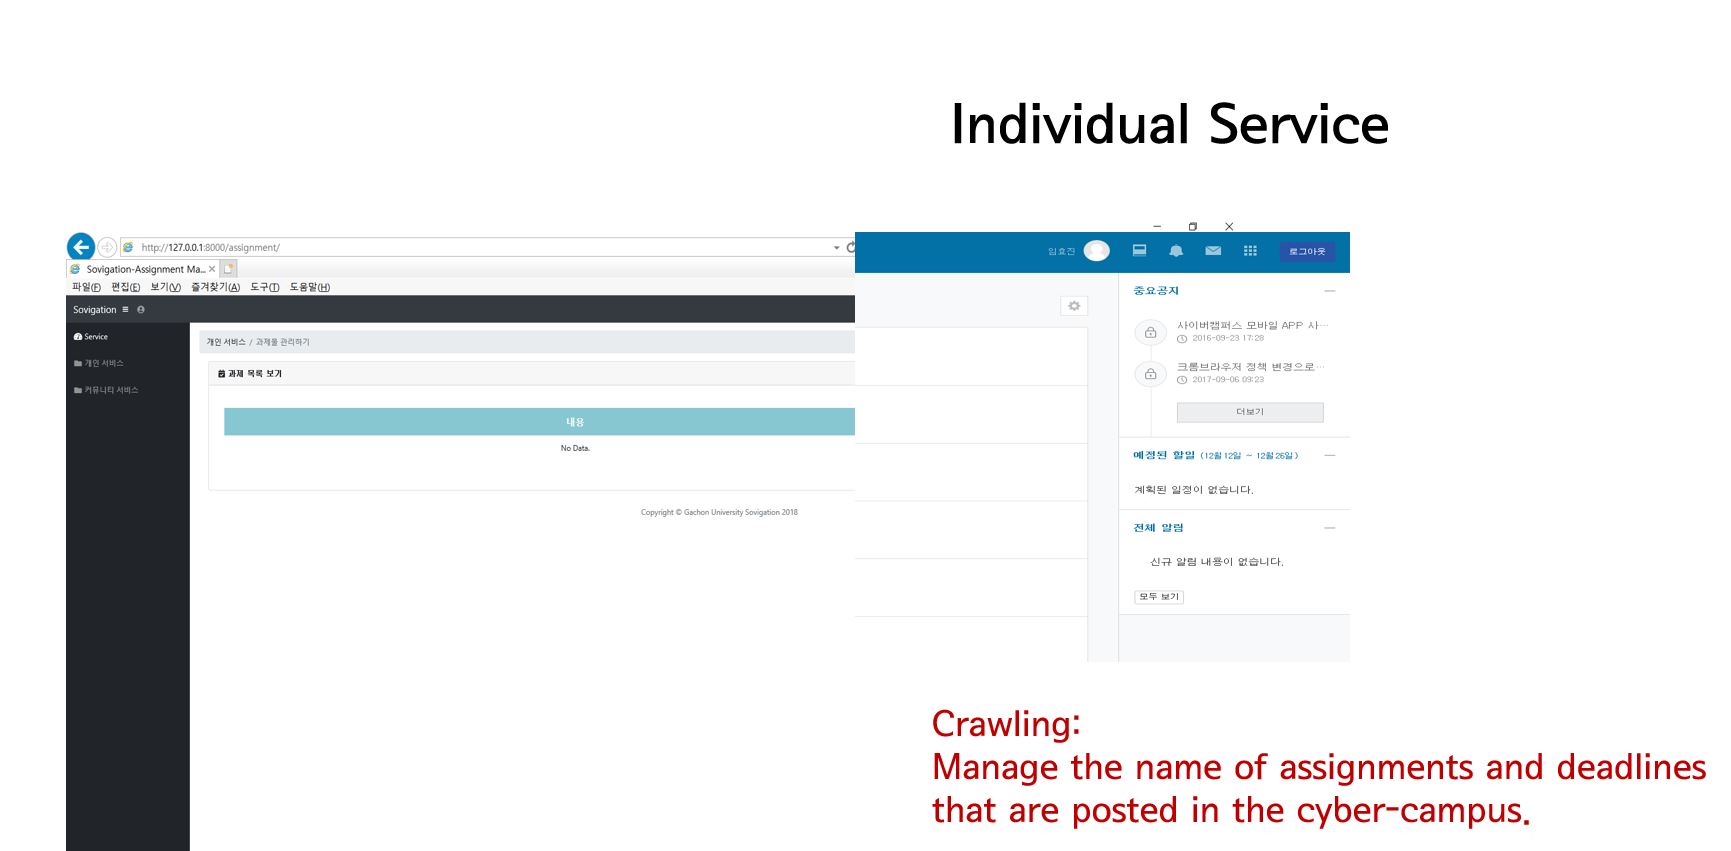 Individual Service
http://127.0.0.1:8000/assignment/
Sovigation-Assignment Ma...
파일(F) 편집(E) 보기(V) 즐겨찾기(A) 도구(T) 도움말(H)
Sovigation
Service
개인 서비스
커뮤니티 서비스
개인 서비스 / 과제물 관리하기
과제 목록 보기
내용
No Data.
Copyright © Gachon University Sovigation 2018
임효진
로그아웃
중요공지
사이버캠퍼스 모바일 APP 사…
2016-09-23 17:28
크롬브라우저 정책 변경으로…
2017-09-06 09:23
더보기
예정된 할일 (12월12일 ~ 12월26일)
계획된 일정이 없습니다.
전체 알림
신규 알림 내용이 없습니다.
모두 보기
Crawling:
Manage the name of assignments and deadlines
that are posted in the cyber-campus.